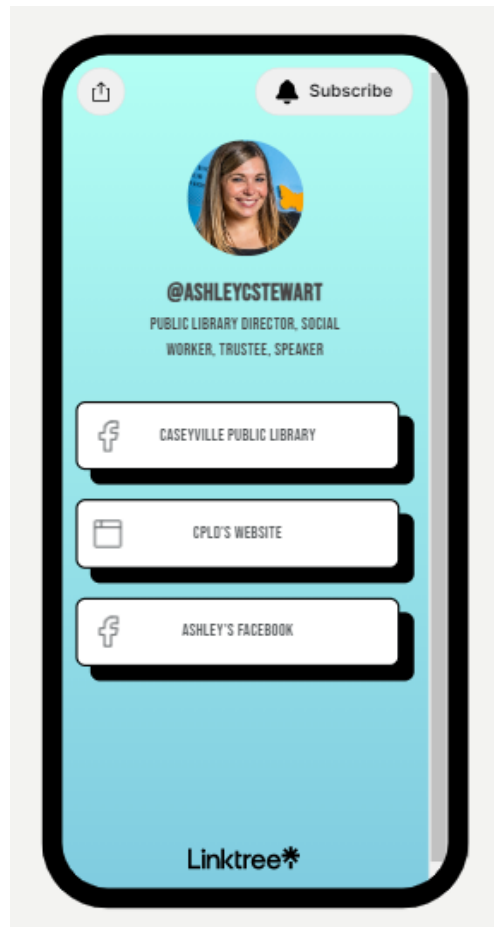 Subscribe
@ASHLEYCSTEWART
PUBLIC LIBRARY DIRECTOR, SOCIAL
WORKER, TRUSTEE, SPEAKER
CASEYVILLE PUBLIC LIBRARY
CPLD'S WEBSITE
ASHLEY'S FACEBOOK
Linktree